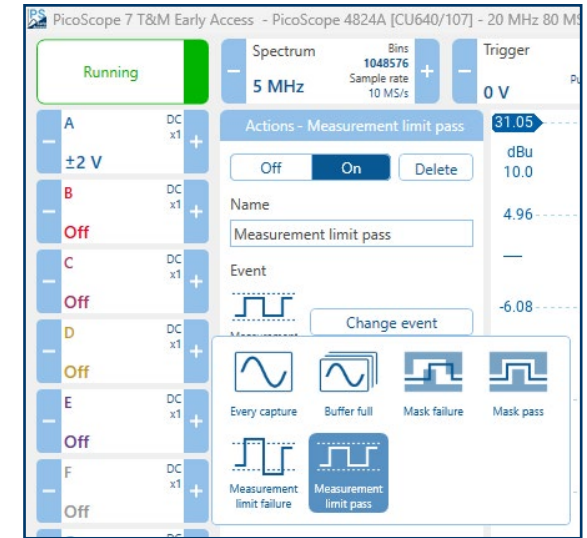 PicoScope 7 T&M Early Access - PicoScope 4824A [CU640/107] - 20 MHz 80 MS
Running
Spectrum
5 MHz
Bins
1048576
Sample rate
10 MS/s
Trigger
0 V
A
DC
x1
±2 V
B
DC
x1
Off
C
DC
x1
Off
D
DC
x1
Off
E
DC
x1
Off
F
DC
x1
Off
Actions - Measurement limit pass
Off
On
Delete
Name
Measurement limit pass
Event
Change event
Every capture
Buffer full
Mask failure
Mask pass
Measurement
limit failure
Measurement
limit pass
31.05
dBu
10.0
4.96
-6.08